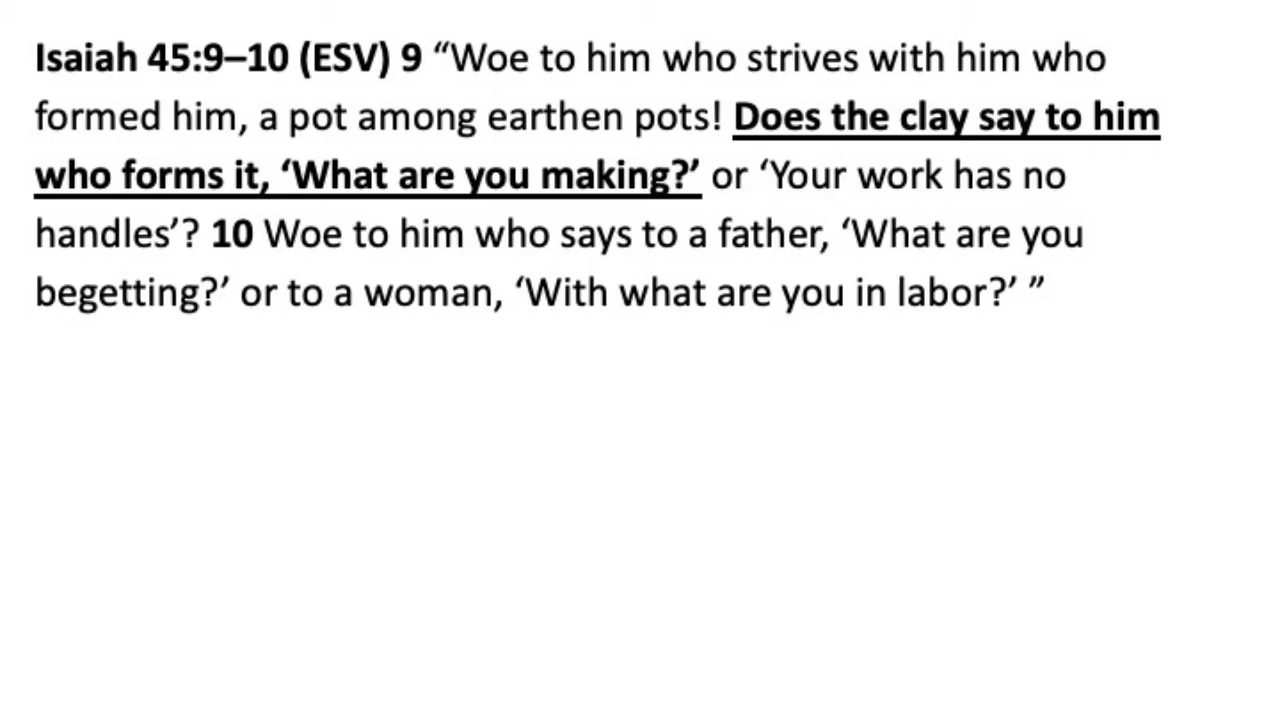 Isaiah 45:9–10 (ESV) 9 “Woe to him who strives with him who
formed him, a pot among earthen pots! Does the clay say to him
who forms it, ‘What are you making?’ or ‘Your work has no
handles’? 10 Woe to him who says to a father, ‘What are you
begetting?’ or to a woman, ‘With what are you in labor?’ ”